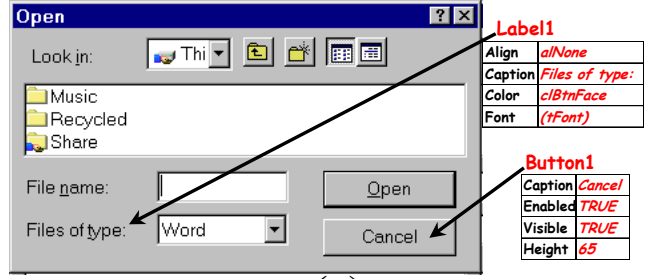 Open
Look in:
Thi
Music
Recycled
Share
File name:
Open
Files of type:
Word
Cancel
Label1
Align alNone
Caption Files of type:
Color clBtnFace
Font (tFont)
Button1
Caption Cancel
Enabled TRUE
Visible TRUE
Height 65